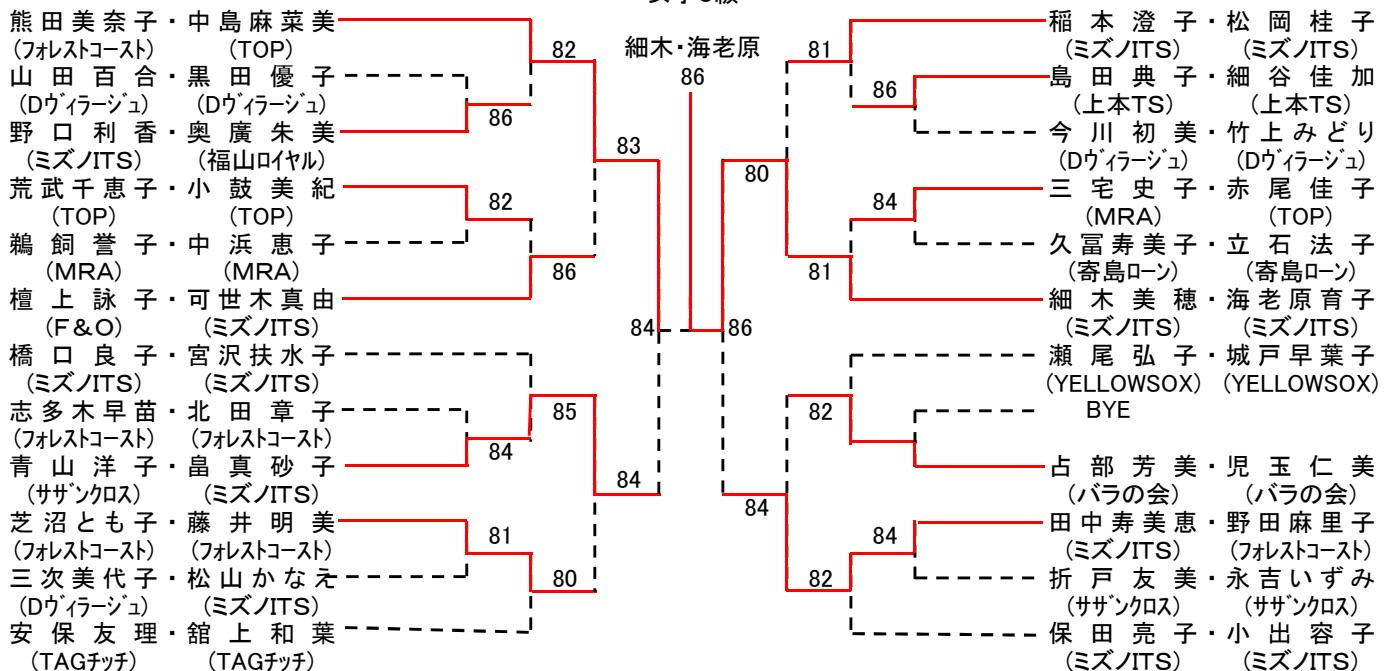 細木・海老原
86
熊田美奈子・中島麻菜美
(フォレストコースト) (TOP)
山田百合・黒田優子
(Dヴィラージュ) (Dヴィラージュ)
野口利香・奥廣朱美
(ミズノITS) (福山ロイヤル)
荒武千恵子・小鼓美紀
(TOP) (TOP)
鵜飼誉子・中浜恵子
(MRA) (MRA)
檀上詠子・可世木真由
(F&O) (ミズノITS)
橋口良子・宮沢扶水子
(ミズノITS) (ミズノITS)
志多木早苗・北田章子
(フォレストコースト) (フォレストコースト)
青山洋子・畠真砂子
(サザンクロス) (ミズノITS)
芝沼とも子・藤井明美
(フォレストコースト) (フォレストコースト)
三次美代子・松山かなえ
(Dヴィラージュ) (ミズノITS)
安保友理・舘上和葉
(TAGチッチ) (TAGチッチ)
82
86
83
82
86
84
85
84
84
81
80
稲本澄子・松岡桂子
(ミズノITS) (ミズノITS)
島田典子・細谷佳加
(上本TS) (上本TS)
今川初美・竹上みどり
(Dヴィラージュ) (Dヴィラージュ)
三宅史子・赤尾佳子
(MRA) (TOP)
久冨寿美子・立石法子
(寄島ローン) (寄島ローン)
細木美穂・海老原育子
(ミズノITS) (ミズノITS)
瀬尾弘子・城戸早葉子
(YELLOWSOX) (YELLOWSOX)
BYE
占部芳美・児玉仁美
(バラの会) (バラの会)
田中寿美恵・野田麻里子
(ミズノITS) (フォレストコースト)
折戸友美・永吉いずみ
(サザンクロス) (サザンクロス)
保田亮子・小出容子
(ミズノITS) (ミズノITS)
81
86
80
84
81
86
82
84
84
82